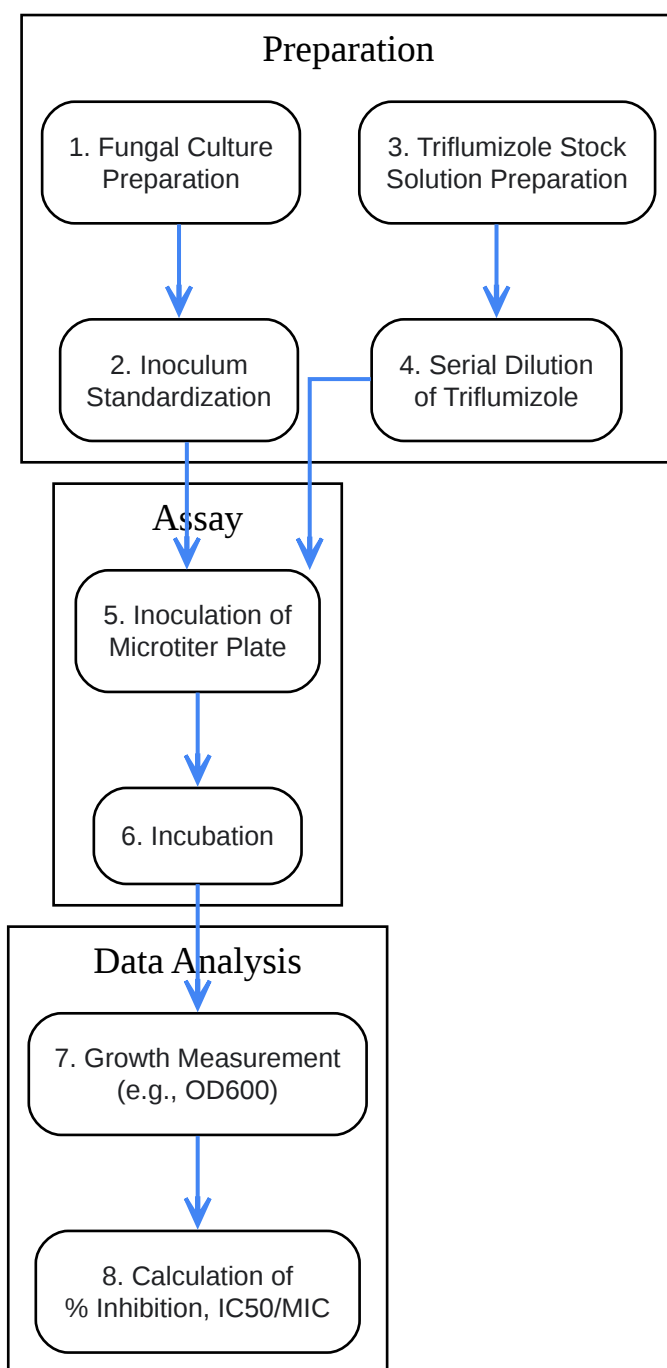 Preparation
1. Fungal Culture
Preparation
3. Triflumizole Stock
Solution Preparation
2. Inoculum
Standardization
4. Serial Dilution
of Triflumizole
Assay
5. Inoculation of
Microtiter Plate
6. Incubation
Data Analysis
7. Growth Measurement
(e.g., OD600)
8. Calculation of
% Inhibition, IC50/MIC